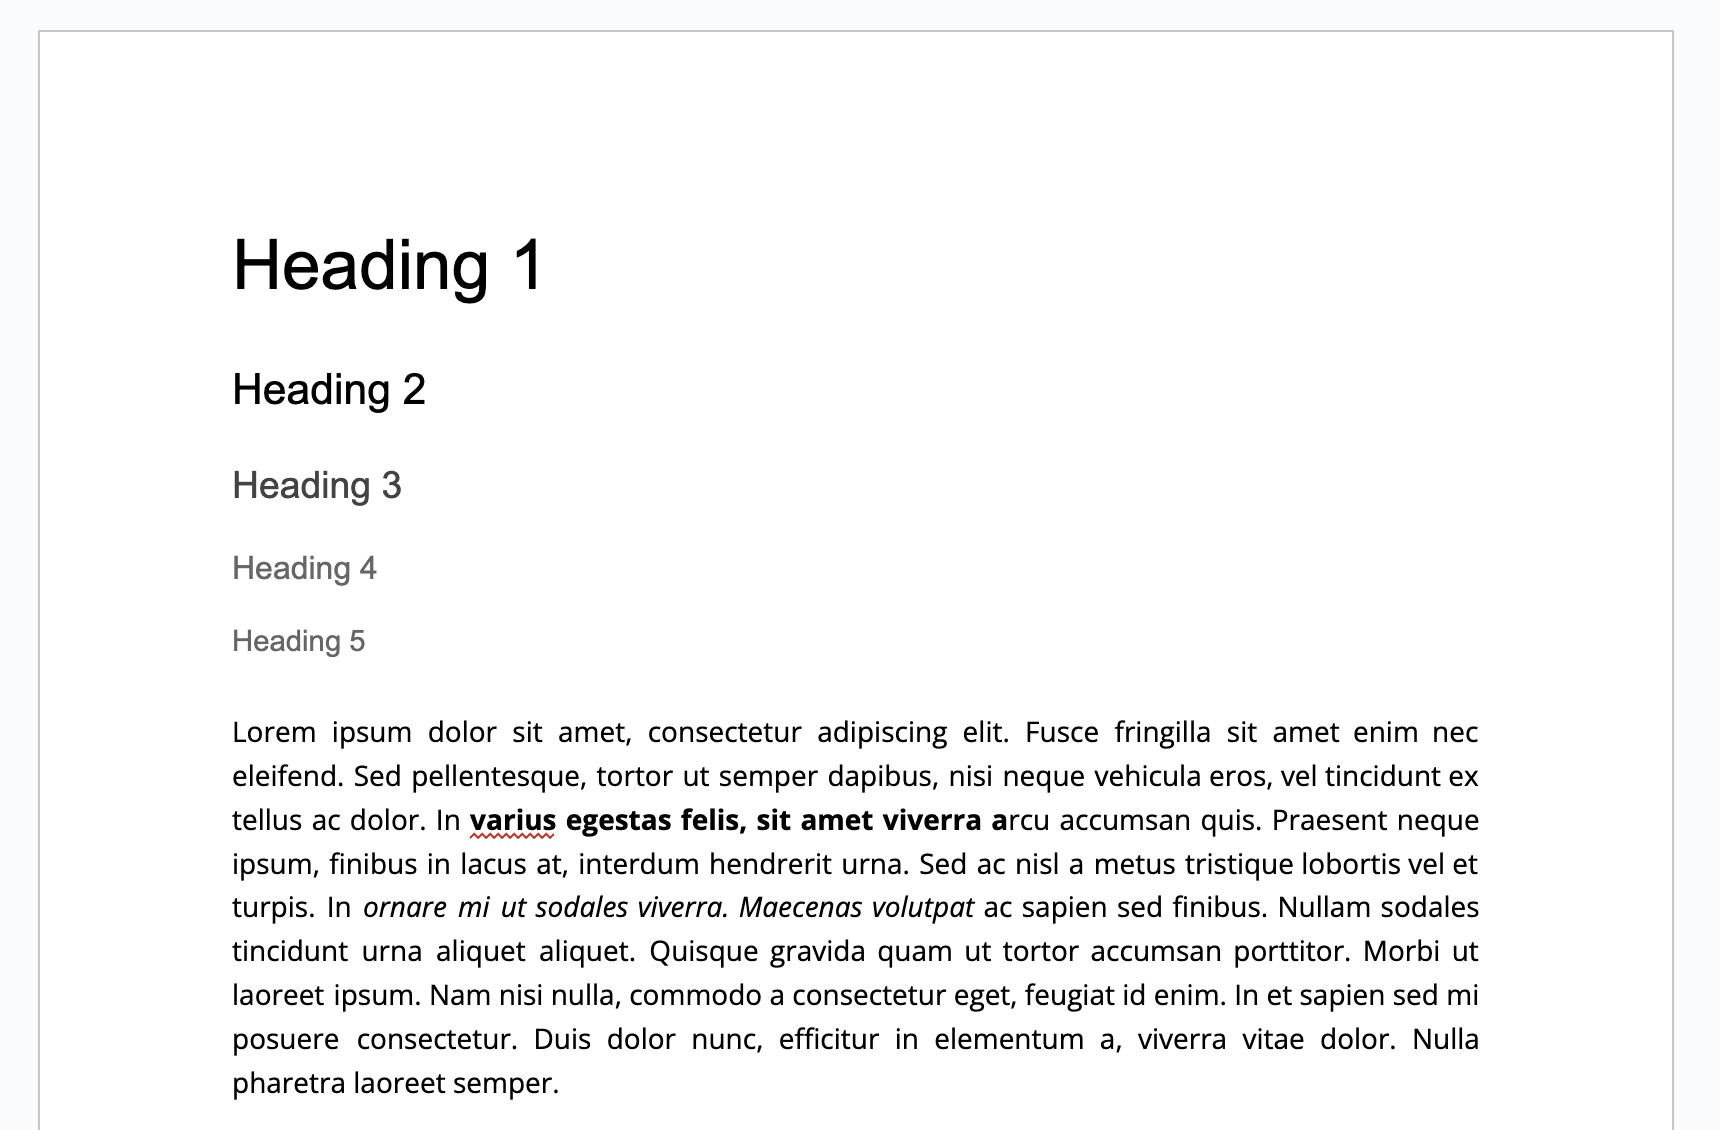 Heading 1
Heading 2
Heading 3
Heading 4
Heading 5
Lorem ipsum dolor sit amet, consectetur adipiscing elit. Fusce fringilla sit amet enim nec
eleifend. Sed pellentesque, tortor ut semper dapibus, nisi neque vehicula eros, vel tincidunt ex
tellus ac dolor. In varius egestas felis, sit amet viverra arcu accumsan quis. Praesent neque
ipsum, finibus in lacus at, interdum hendrerit urna. Sed ac nisl a metus tristique lobortis vel et
turpis. In ornare mi ut sodales viverra. Maecenas volutpat ac sapien sed finibus. Nullam sodales
tincidunt urna aliquet aliquet. Quisque gravida quam ut tortor accumsan porttitor. Morbi ut
laoreet ipsum. Nam nisi nulla, commodo a consectetur eget, feugiat id enim. In et sapien sed mi
posuere consectetur. Duis dolor nunc, efficitur in elementum a, viverra vitae dolor. Nulla
pharetra laoreet semper.